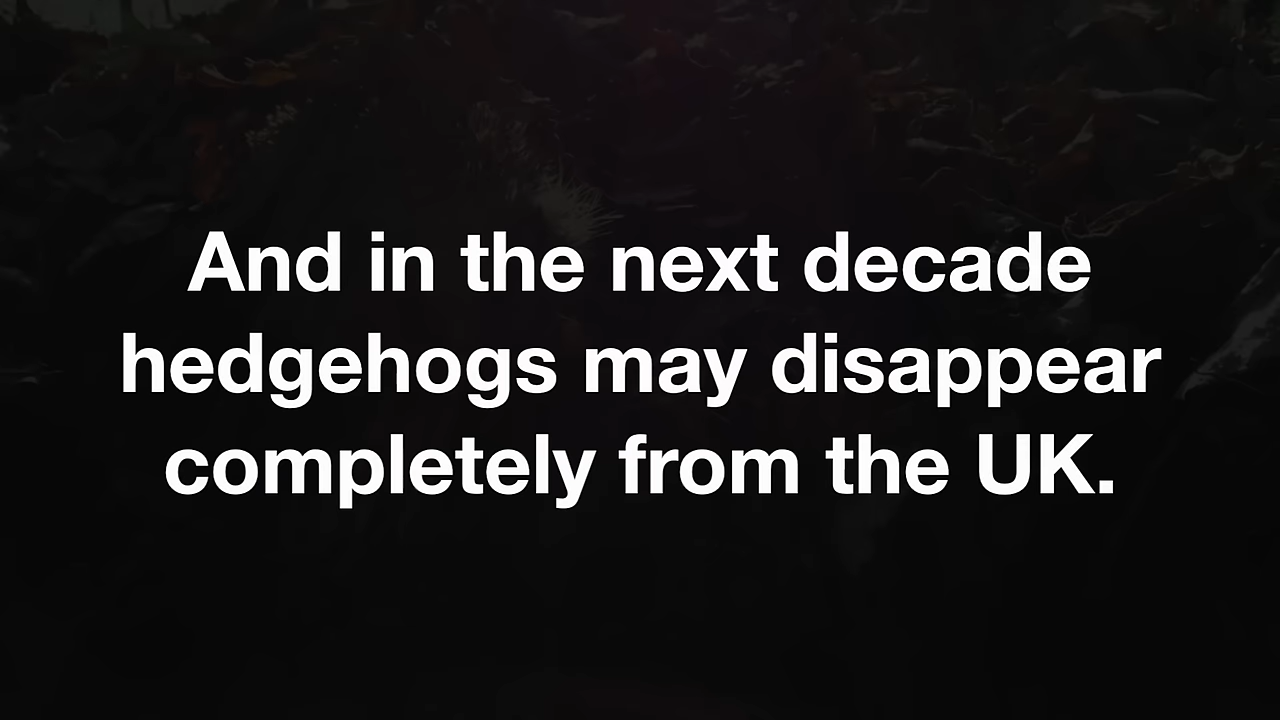 And in the next decade
hedgehogs may disappear
completely from the UK.